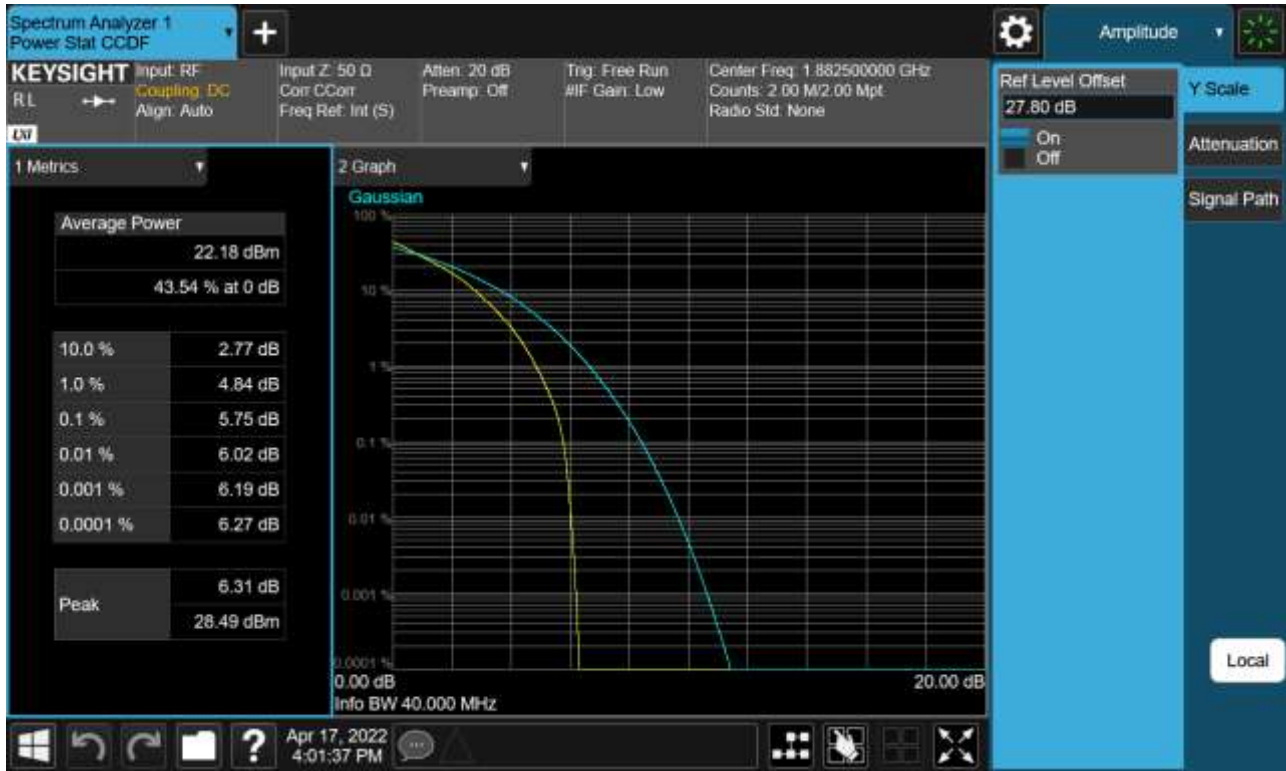 Spectrum Analyzer 1
Power Stat CCDF
+
Amplitude
KEYSIGHT
RL
LXI
Input: RF
Coupling: DC
Align: Auto
Input Z: 50 Ω
Corr CCorr
Freq Ref: Int (S)
Atten: 20 dB
Preamp: Off
Trig: Free Run
#IF Gain: Low
Center Freq: 1.882500000 GHz
Counts: 2.00 M/2.00 Mpt
Radio Std: None
Ref Level Offset
27.80 dB
On
Off
Y Scale
Attenuation
Signal Path
1 Metrics
Average Power
22.18 dBm
43.54 % at 0 dB
10.0 % 2.77 dB
1.0 % 4.84 dB
0.1 % 5.75 dB
0.01 % 6.02 dB
0.001 % 6.19 dB
0.0001 % 6.27 dB
Peak 6.31 dB
28.49 dBm
2 Graph
Gaussian
100 %
10 %
1 %
0.1 %
0.01 %
0.001 %
0.0001 %
0.00 dB 20.00 dB
Info BW 40.000 MHz
Local
?
Apr 17, 2022
4:01:37 PM